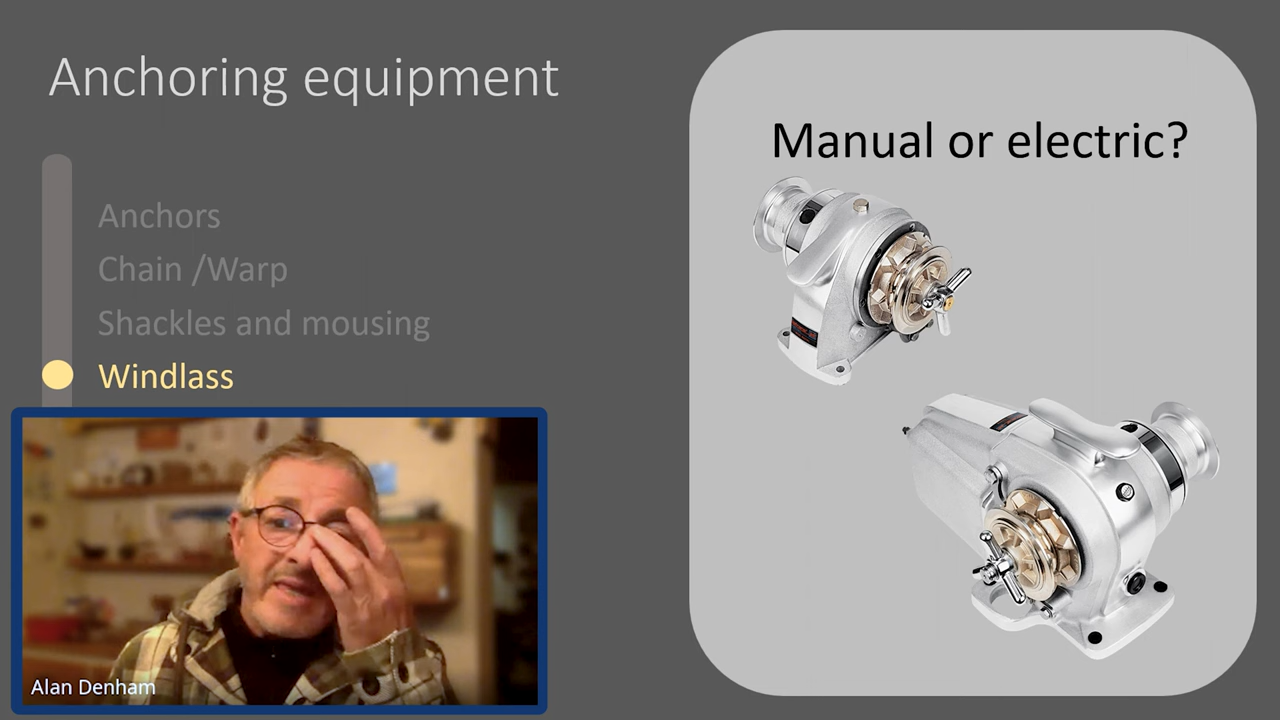 Anchoring equipment
Manual or electric?
Anchors
Chain /Warp
Shackles and mousing
Windlass
Alan Denham